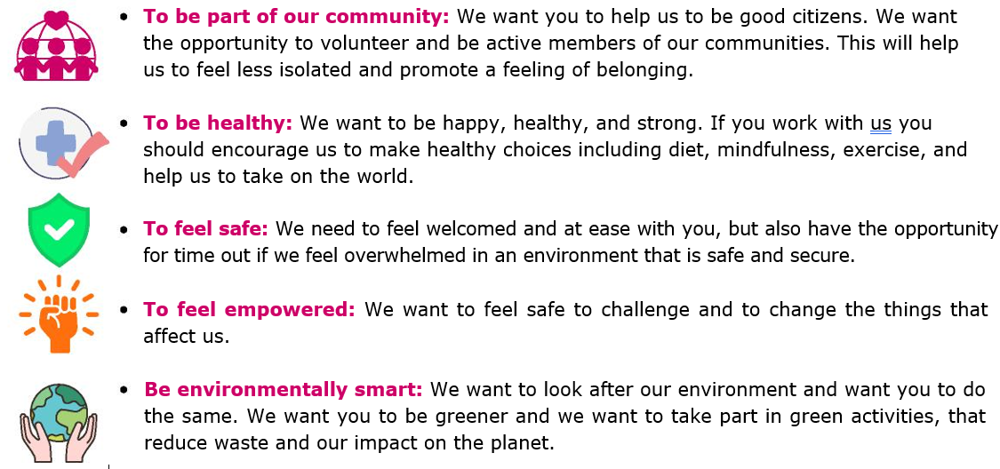 • To be part of our community: We want you to help us to be good citizens. We want
the opportunity to volunteer and be active members of our communities. This will help
us to feel less isolated and promote a feeling of belonging.
• To be healthy: We want to be happy, healthy, and strong. If you work with us you
should encourage us to make healthy choices including diet, mindfulness, exercise, and
help us to take on the world.
• To feel safe: We need to feel welcomed and at ease with you, but also have the opportunity
for time out if we feel overwhelmed in an environment that is safe and secure.
• To feel empowered: We want to feel safe to challenge and to change the things that
affect us.
• Be environmentally smart: We want to look after our environment and want you to do
the same. We want you to be greener and we want to take part in green activities, that
reduce waste and our impact on the planet.